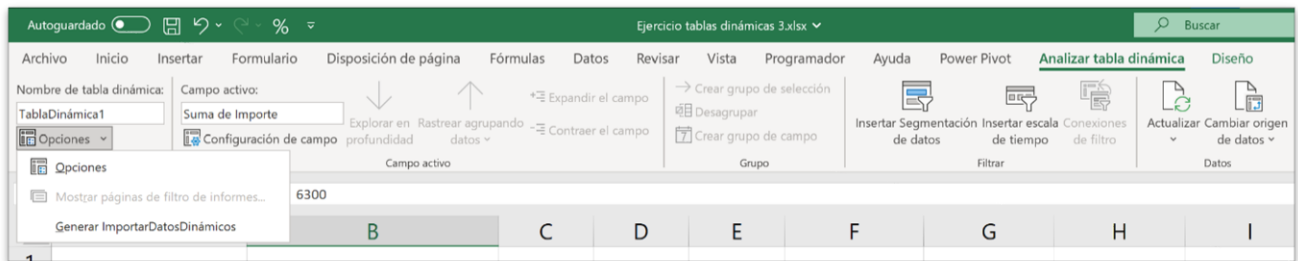 Autoguardado % Ejercicio tablas dinámicas 3.xlsx Buscar
Archivo Inicio Insertar Formulario Disposición de página Fórmulas Datos Revisar Vista Programador Ayuda Power Pivot Analizar tabla dinámica Diseño
Nombre de tabla dinámica:
TablaDinámica1
Opciones
Campo activo:
Suma de Importe
Configuración de campo
Explorar en profundidad
Rastrear agrupando datos
Expandir el campo
Contraer el campo
Campo activo
Crear grupo de selección
Desagrupar
7 Crear grupo de campo
Grupo
Insertar Segmentación de datos
Insertar escala de tiempo
Conexiones de filtro
Filtrar
Actualizar
Cambiar origen de datos
Datos
Opciones
Mostrar páginas de filtro de informes...
Generar ImportarDatosDinámicos
6300
B C D E F G H I
1